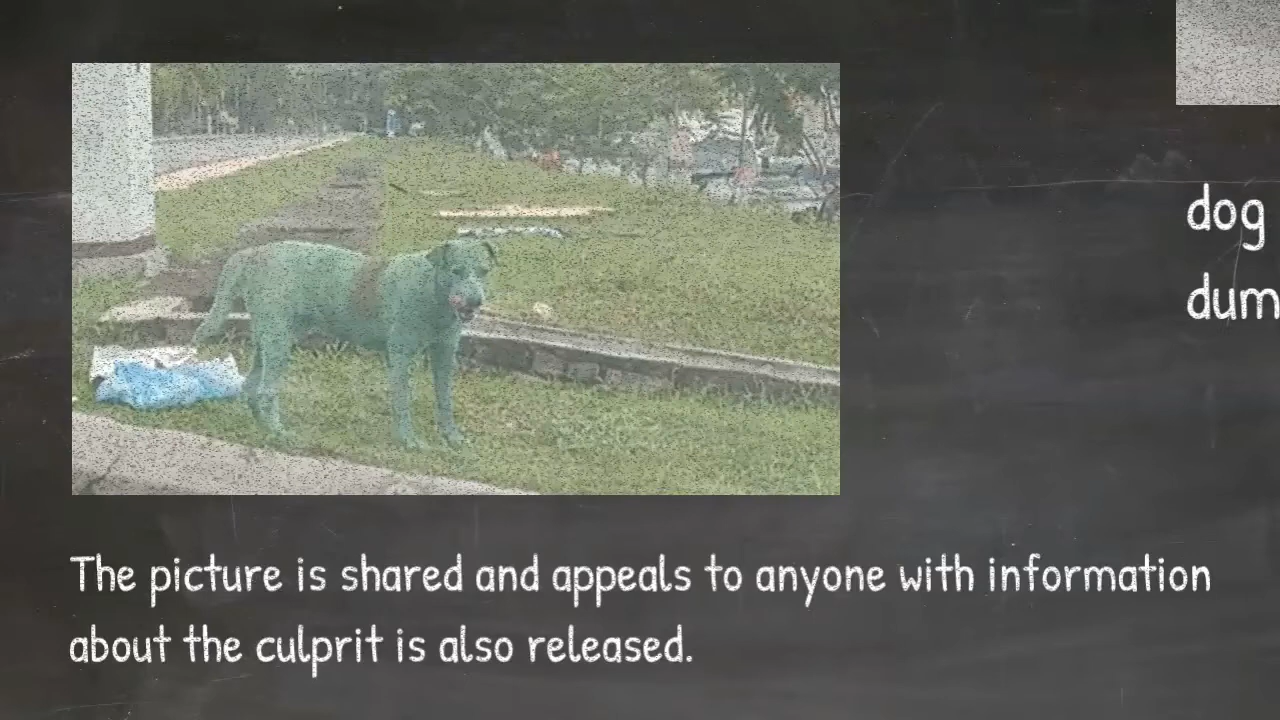 dog
The picture is shared and appeals to anyone with information
about the culprit is also released.